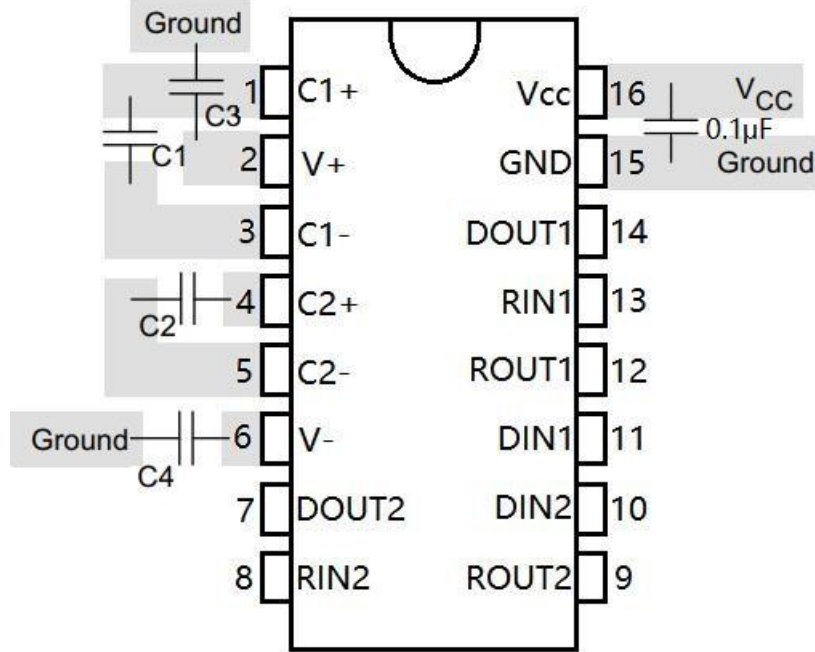 Ground
1 C1+ Vcc 16 VCC
C3
C1 0.1µF
2 V+ GND 15 Ground
3 C1- DOUT1 14
4 C2+ RIN1 13
C2
5 C2- ROUT1 12
Ground 6 V- DIN1 11
C4
7 DOUT2 DIN2 10
8 RIN2 ROUT2 9